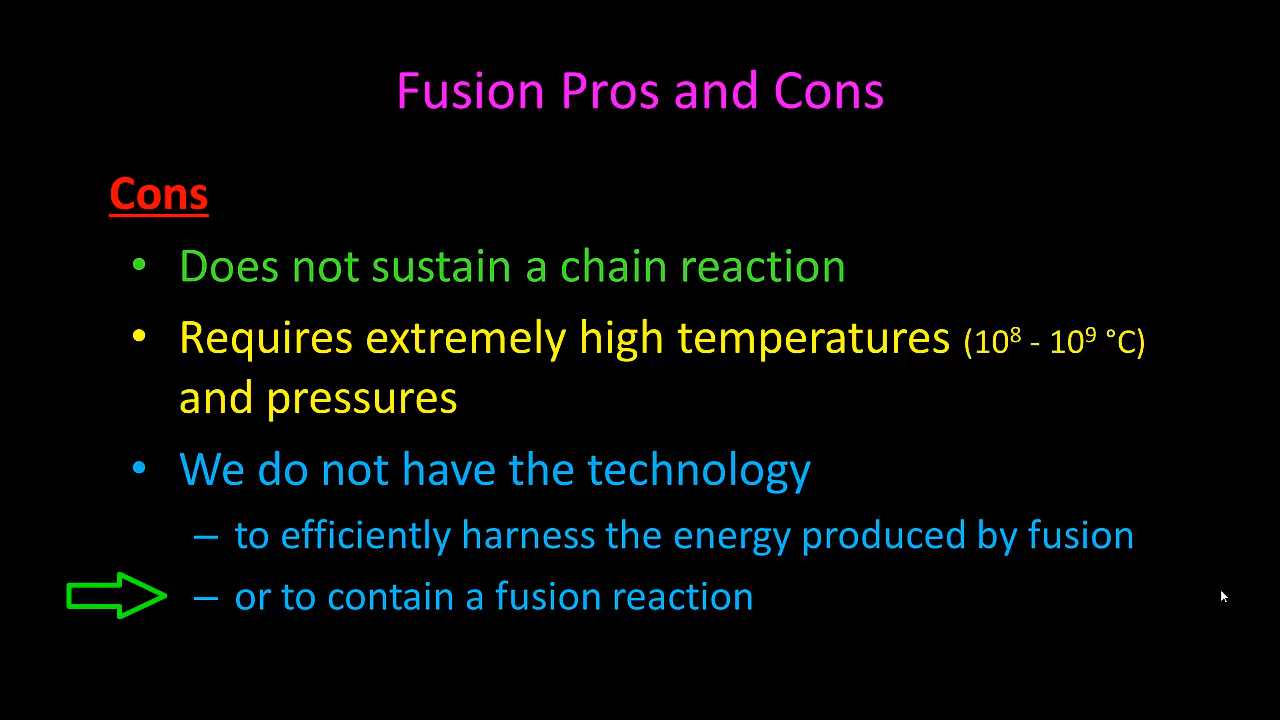 Fusion Pros and Cons
Cons
• Does not sustain a chain reaction
• Requires extremely high temperatures (10⁸ - 10⁹ °C)
and pressures
• We do not have the technology
– to efficiently harness the energy produced by fusion
– or to contain a fusion reaction